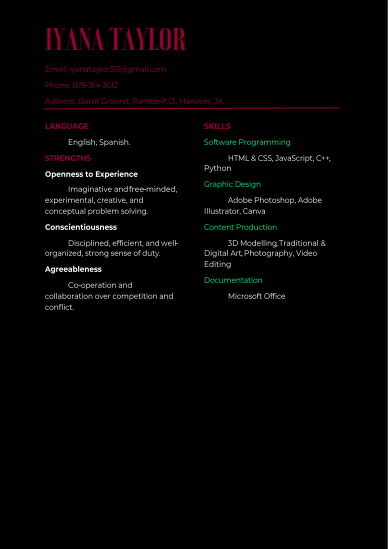 IYANA TAYLOR
Email: iyanataylor313@gmail.com
Phone: 876-314-3612
Address: Burnt Ground, Ramble P.O., Hanover, JA
LANGUAGE
English, Spanish.
STRENGTHS
Openness to Experience
Imaginative and free-minded,
experimental, creative, and
conceptual problem solving.
Conscientiousness
Disciplined, efficient, and well-
organized, strong sense of duty.
Agreeableness
Co-operation and
collaboration over competition and
conflict.
SKILLS
Software Programming
HTML & CSS, JavaScript, C++,
Python
Graphic Design
Adobe Photoshop, Adobe
Illustrator, Canva
Content Production
3D Modelling, Traditional &
Digital Art, Photography, Video
Editing
Documentation
Microsoft Office